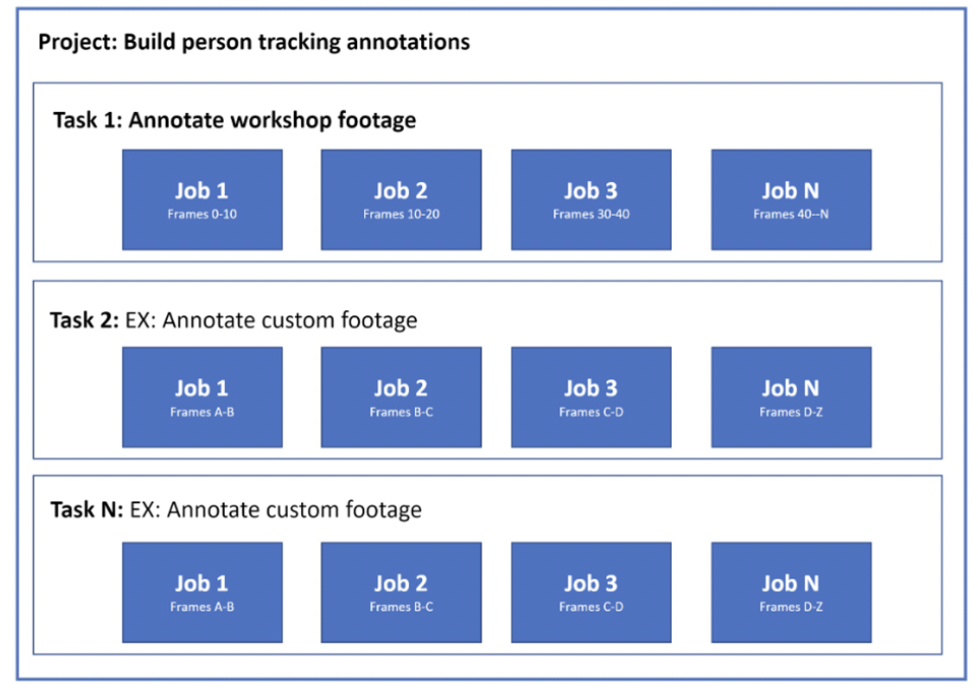 Project: Build person tracking annotations
Task 1: Annotate workshop footage
Job 1
Frames 0-10
Job 2
Frames 10-20
Job 3
Frames 30-40
Job N
Frames 40--N
Task 2: EX: Annotate custom footage
Job 1
Frames A-B
Job 2
Frames B-C
Job 3
Frames C-D
Job N
Frames D-Z
Task N: EX: Annotate custom footage
Job 1
Frames A-B
Job 2
Frames B-C
Job 3
Frames C-D
Job N
Frames D-Z